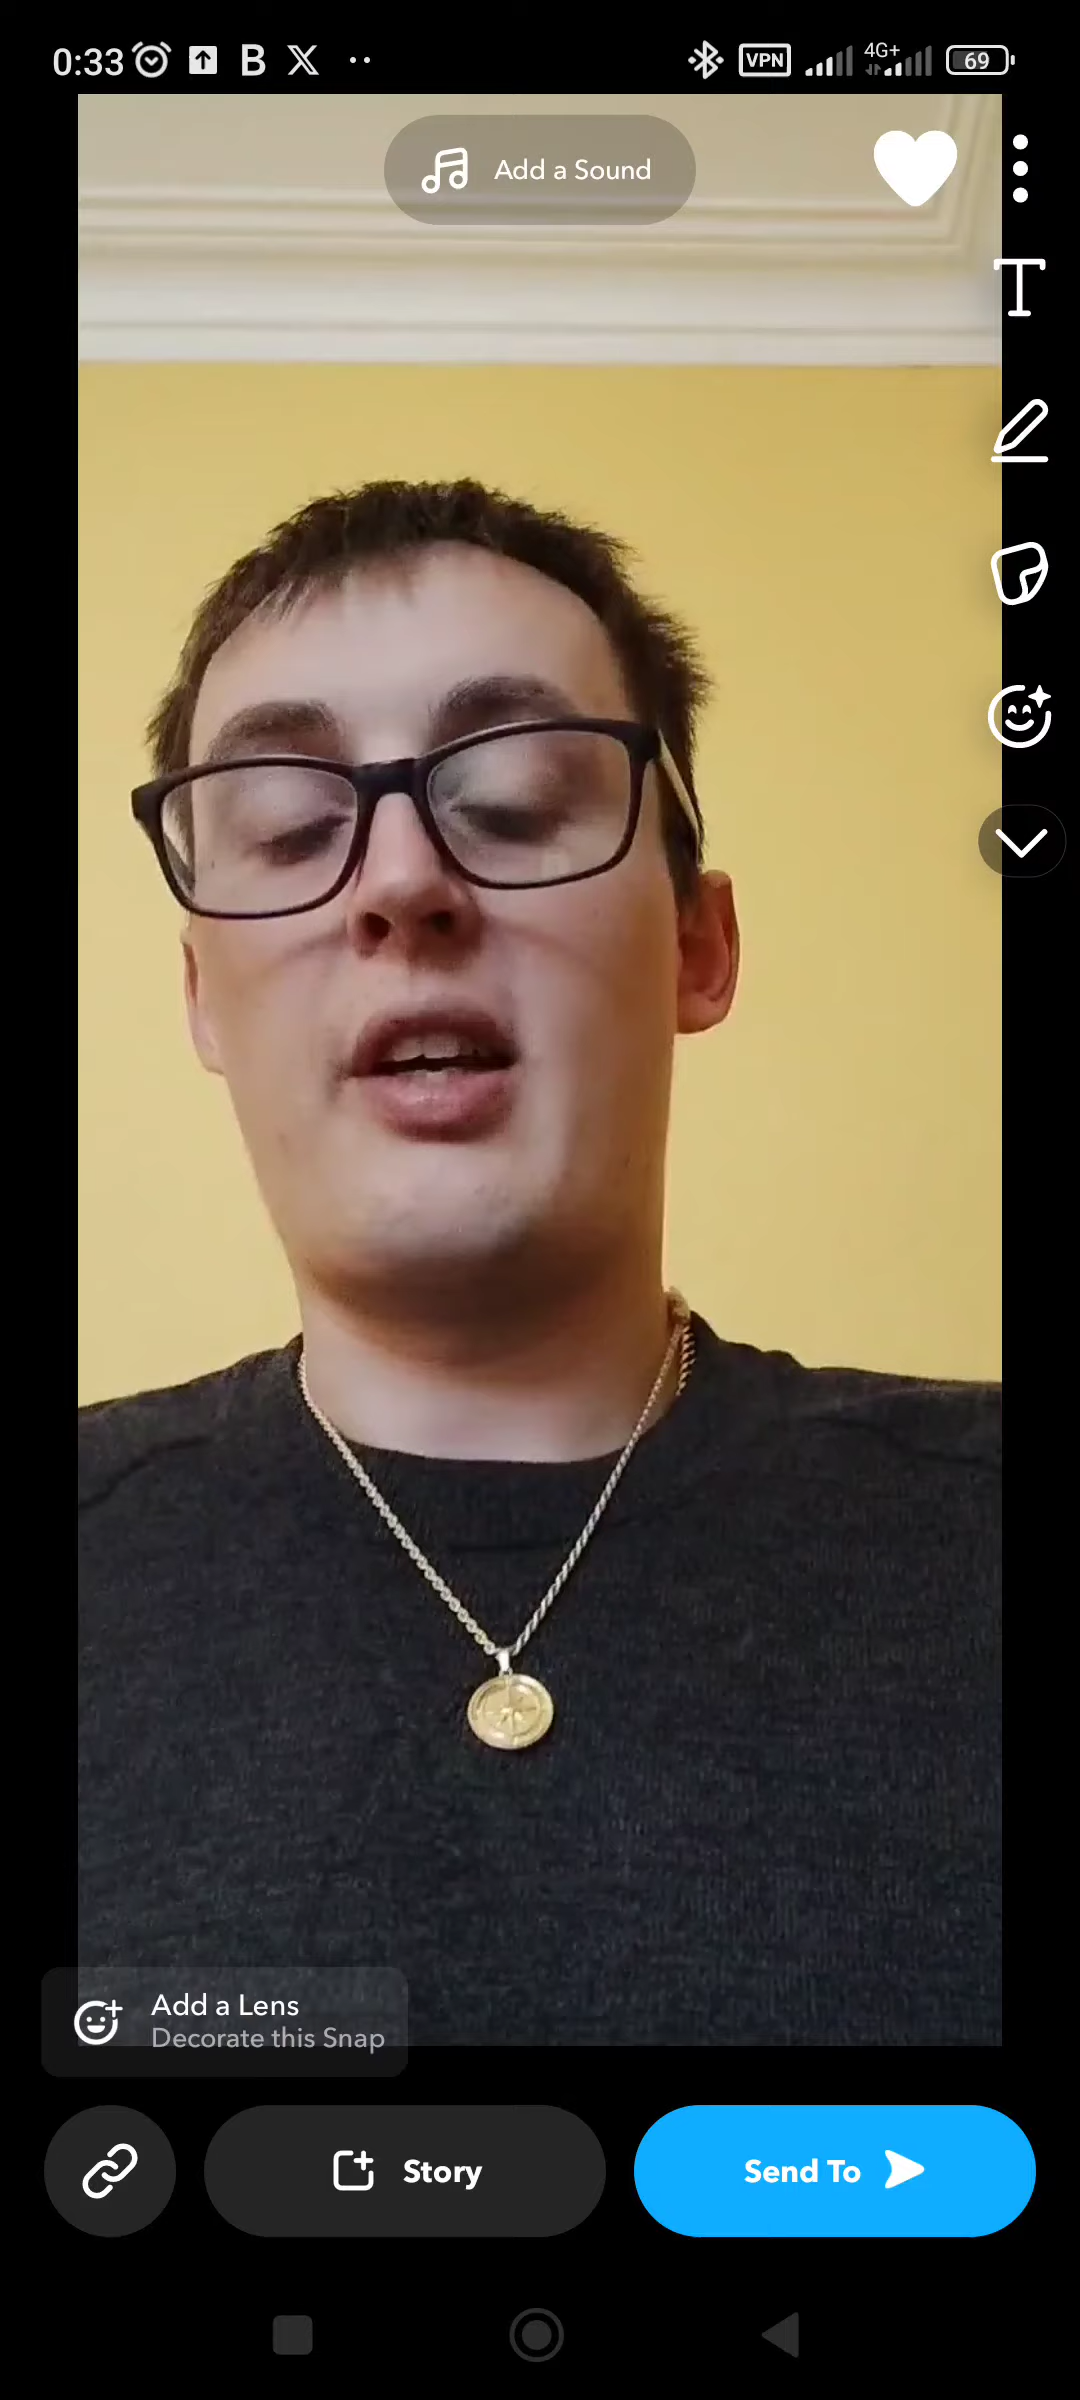 0:33 B X VPN 4G+ 69
Add a Sound
T
Add a Lens
Decorate this Snap
Story
Send To